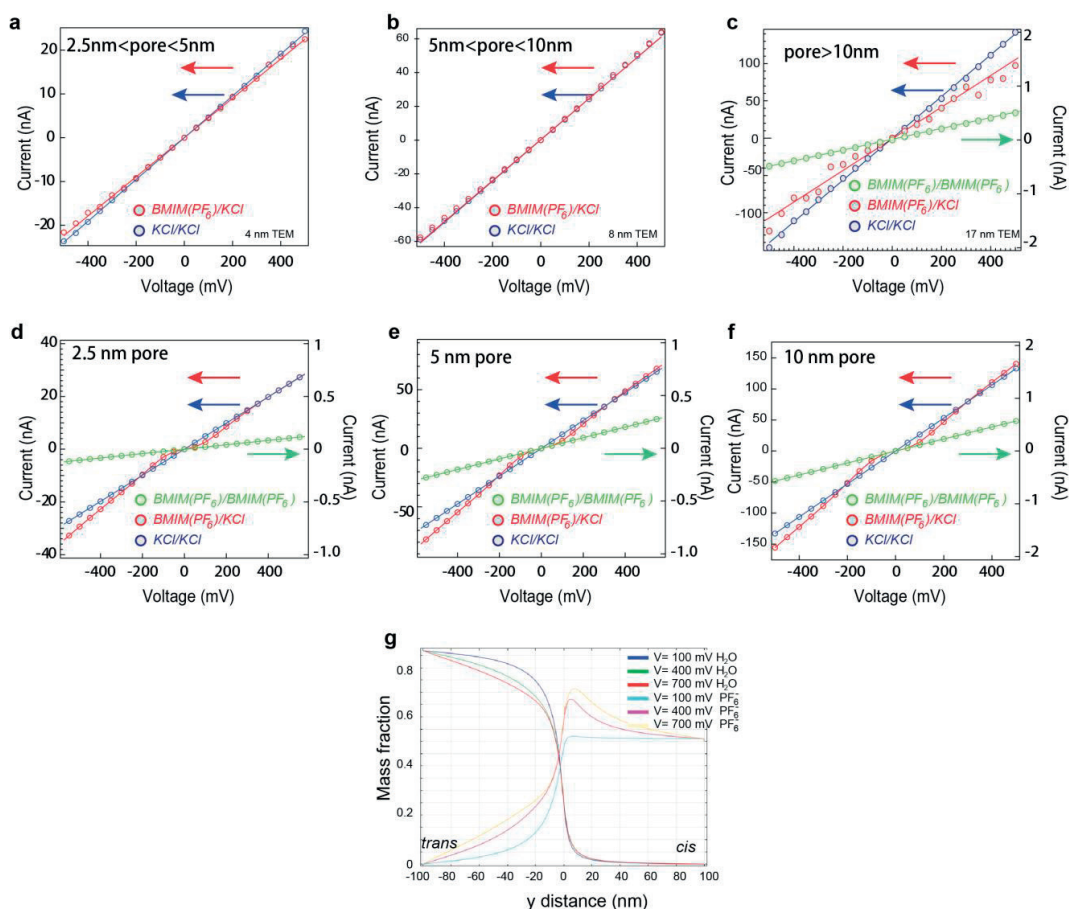 a
2.5nm<pore<5nm
Current (nA)
20
10
0
-10
-20
BMIM(PF6)/KCl
KCl/KCl
4 nm TEM
-400 -200 0 200 400
Voltage (mV)
b
5nm<pore<10nm
Current (nA)
60
40
20
0
-20
-40
-60
BMIM(PF6)/KCl
KCl/KCl
8 nm TEM
-400 -200 0 200 400
Voltage (mV)
c
pore>10nm
Current (nA)
100
50
0
-50
-100
2
1
0
-1
-2
Current (nA)
BMIM(PF6)/BMIM(PF6)
BMIM(PF6)/KCl
KCl/KCl
17 nm TEM
-400 -200 0 200 400
Voltage (mV)
d
2.5 nm pore
Current (nA)
40
20
0
-20
-40
1
0.5
0
-0.5
-1.0
Current (nA)
BMIM(PF6)/BMIM(PF6)
BMIM(PF6)/KCl
KCl/KCl
-400 -200 0 200 400
Voltage (mV)
e
5 nm pore
Current (nA)
50
0
-50
1.0
0.5
0
-0.5
-1.0
Current (nA)
BMIM(PF6)/BMIM(PF6)
BMIM(PF6)/KCl
KCl/KCl
-400 -200 0 200 400
Voltage (mV)
f
10 nm pore
Current (nA)
150
100
50
0
-50
-100
-150
2
1
0
-1
-2
Current (nA)
BMIM(PF6)/BMIM(PF6)
BMIM(PF6)/KCl
KCl/KCl
-400 -200 0 200 400
Voltage (mV)
g
Mass fraction
0.8
0.6
0.4
0.2
0
V= 100 mV H2O
V= 400 mV H2O
V= 700 mV H2O
V= 100 mV PF6-
V= 400 mV PF6-
V= 700 mV PF6-
trans
cis
-100 -80 -60 -40 -20 0 20 40 60 80 100
y distance (nm)